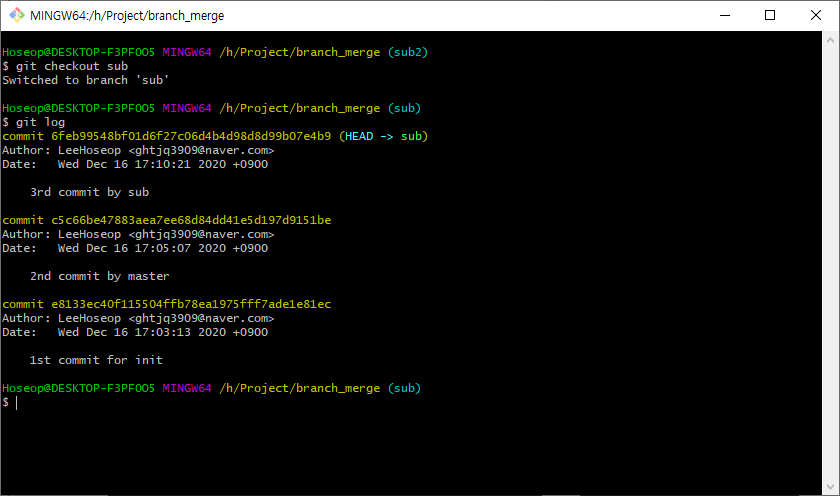 MINGW64:/h/Project/branch_merge
Hoseop@DESKTOP-F3PFOO5 MINGW64 /h/Project/branch_merge (sub2)
$ git checkout sub
Switched to branch 'sub'
Hoseop@DESKTOP-F3PFOO5 MINGW64 /h/Project/branch_merge (sub)
$ git log
commit 6feb99548bf01d6f27c06d4b4d98d8d99b07e4b9 (HEAD -> sub)
Author: LeeHoseop <ghtjq3909@naver.com>
Date:   Wed Dec 16 17:10:21 2020 +0900
    3rd commit by sub
commit c5c66be47883aea7ee68d84dd41e5d197d9151be
Author: LeeHoseop <ghtjq3909@naver.com>
Date:   Wed Dec 16 17:05:07 2020 +0900
    2nd commit by master
commit e8133ec40f115504ffb78ea1975fff7ade1e81ec
Author: LeeHoseop <ghtjq3909@naver.com>
Date:   Wed Dec 16 17:03:13 2020 +0900
    1st commit for init
Hoseop@DESKTOP-F3PFOO5 MINGW64 /h/Project/branch_merge (sub)
$